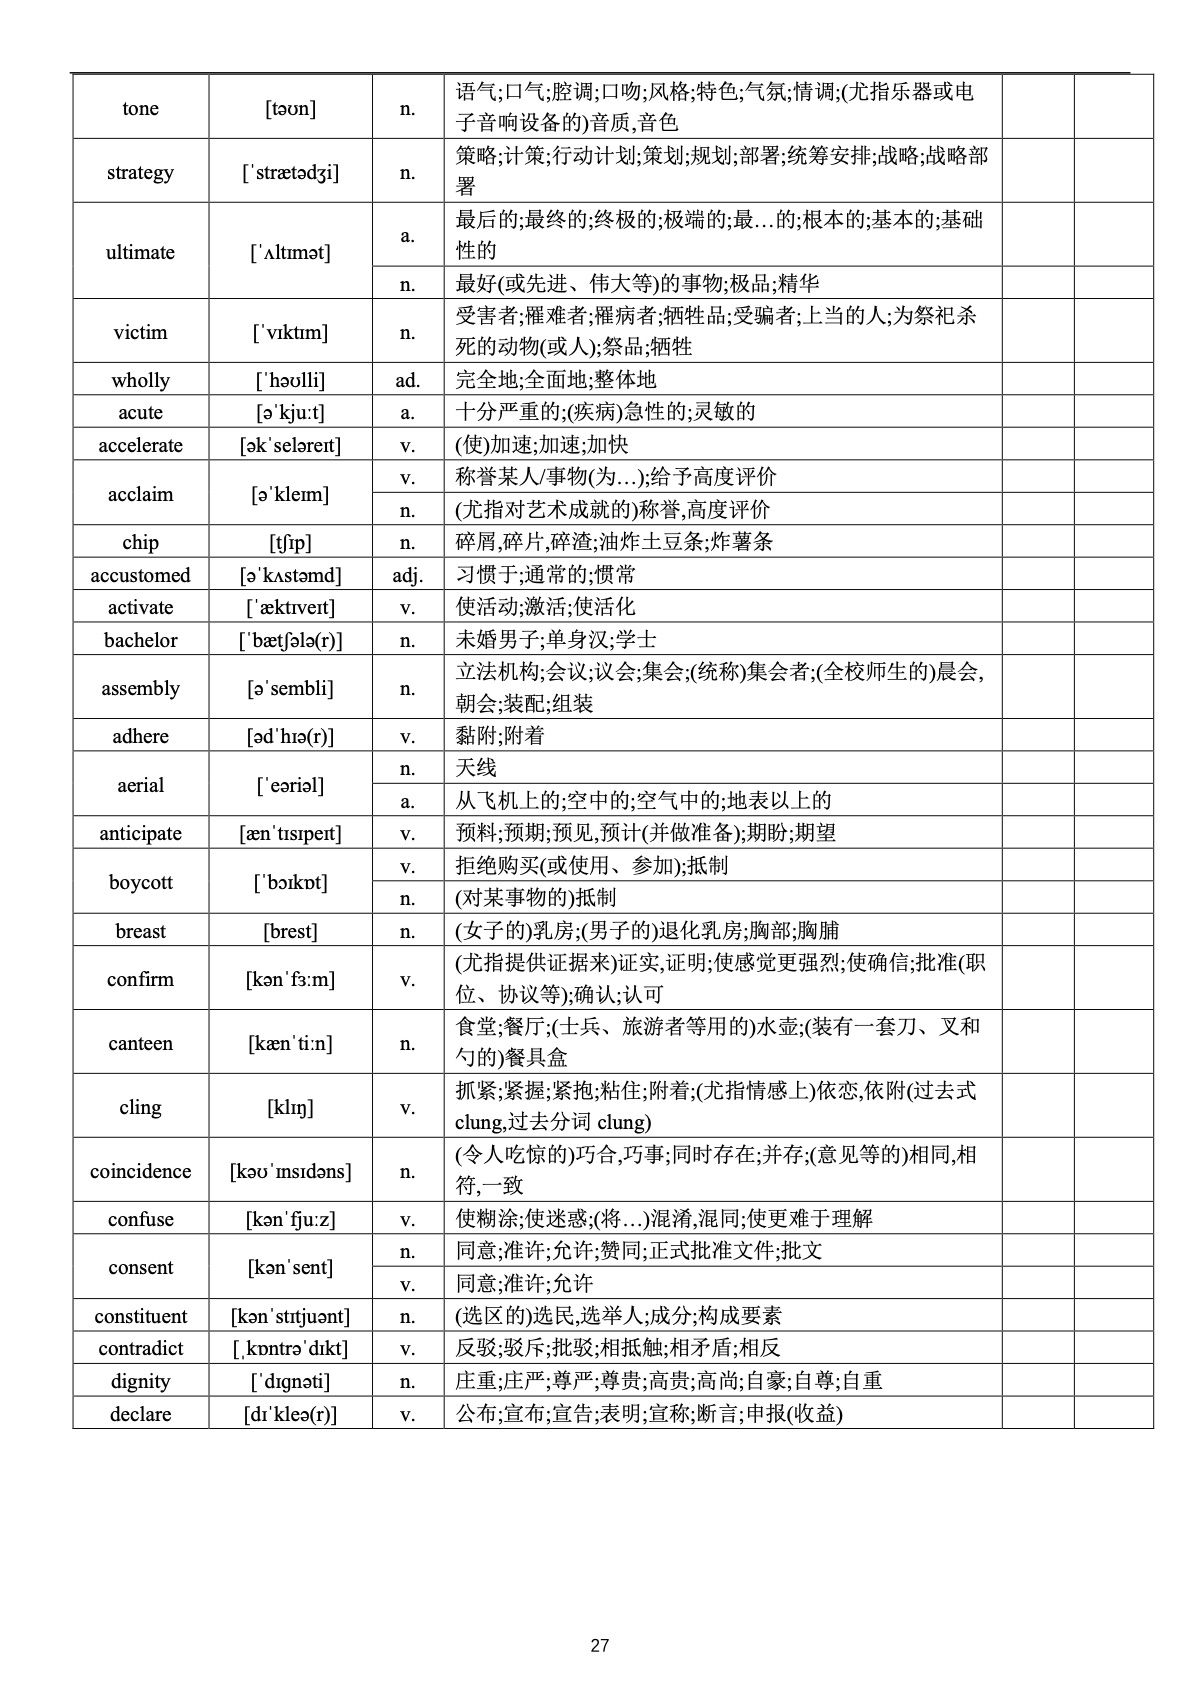 tone [təʊn] n. 语气;口气;腔调;口吻;风格;特色;气氛;情调;(尤指乐器或电
子音响设备的)音质,音色
strategy [ˈstrætədʒi] n. 策略;计策;行动计划;策划;规划;部署;统筹安排;战略;战略部
署
ultimate [ˈʌltɪmət] a. 最后的;最终的;终极的;极端的;最…的;根本的;基本的;基础
性的
n. 最好(或先进、伟大等)的事物;极品;精华
victim [ˈvɪktɪm] n. 受害者;罹难者;罹病者;牺牲品;受骗者;上当的人;为祭祀杀
死的动物(或人);祭品;牺牲
wholly [ˈhəʊlli] ad. 完全地;全面地;整体地
acute [əˈkjuːt] a. 十分严重的;(疾病)急性的;灵敏的
accelerate [əkˈseləreɪt] v. (使)加速;加速;加快
acclaim [əˈkleɪm] v. 称誉某人/事物(为…);给予高度评价
n. (尤指对艺术成就的)称誉,高度评价
chip [tʃɪp] n. 碎屑,碎片,碎渣;油炸土豆条;炸薯条
accustomed [əˈkʌstəmd] adj. 习惯于;通常的;惯常
activate [ˈæktɪveɪt] v. 使活动;激活;使活化
bachelor [ˈbætʃələ(r)] n. 未婚男子;单身汉;学士
assembly [əˈsembli] n. 立法机构;会议;议会;集会;(统称)集会者;(全校师生的)晨会,
朝会;装配;组装
adhere [ədˈhɪə(r)] v. 黏附;附着
aerial [ˈeəriəl] n. 天线
a. 从飞机上的;空中的;空气中的;地表以上的
anticipate [ænˈtɪsɪpeɪt] v. 预料;预期;预见,预计(并做准备);期盼;期望
boycott [ˈbɔɪkɒt] v. 拒绝购买(或使用、参加);抵制
n. (对某事物的)抵制
breast [brest] n. (女子的)乳房;(男子的)退化乳房;胸部;胸脯
confirm [kənˈfɜːm] v. (尤指提供证据来)证实,证明;使感觉更强烈;使确信;批准(职
位、协议等);确认;认可
canteen [kænˈtiːn] n. 食堂;餐厅;(士兵、旅游者等用的)水壶;(装有一套刀、叉和
勺的)餐具盒
cling [klɪŋ] v. 抓紧;紧握;紧抱;粘住;附着;(尤指情感上)依恋,依附(过去式
clung,过去分词 clung)
coincidence [kəʊˈɪnsɪdəns] n. (令人吃惊的)巧合,巧事;同时存在;并存;(意见等的)相同,相
符,一致
confuse [kənˈfjuːz] v. 使糊涂;使迷惑;(将…)混淆,混同;使更难于理解
consent [kənˈsent] n. 同意;准许;允许;赞同;正式批准文件;批文
v. 同意;准许;允许
constituent [kənˈstɪtjuənt] n. (选区的)选民,选举人;成分;构成要素
contradict [ˌkɒntrəˈdɪkt] v. 反驳;驳斥;批驳;相抵触;相矛盾;相反
dignity [ˈdɪɡnəti] n. 庄重;庄严;尊严;尊贵;高贵;高尚;自豪;自尊;自重
declare [dɪˈkleə(r)] v. 公布;宣布;宣告;表明;宣称;断言;申报(收益)
27